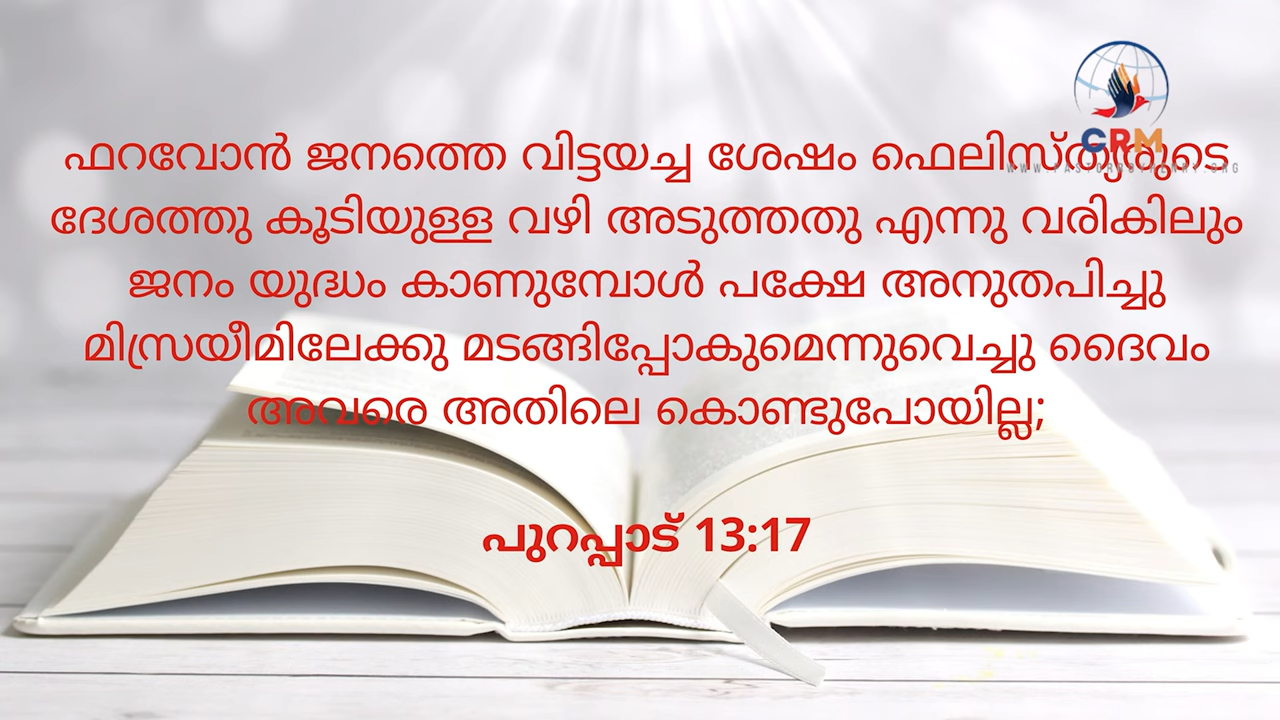 GRM
ഫറവോൻ ജനത്തെ വിട്ടയച്ച ശേഷം ഫെലിസ്ത്യരുടെ
ദേശത്തു കൂടിയുള്ള വഴി അടുത്തതു എന്നു വരികിലും
ജനം യുദ്ധം കാണുമ്പോൾ പക്ഷേ അനുതപിച്ചു
മിസ്രയീമിലേക്കു മടങ്ങിപ്പോകുമെന്നുവെച്ചു ദൈവം
അവരെ അതിലെ കൊണ്ടുപോയില്ല;
പുറപ്പാട് 13:17